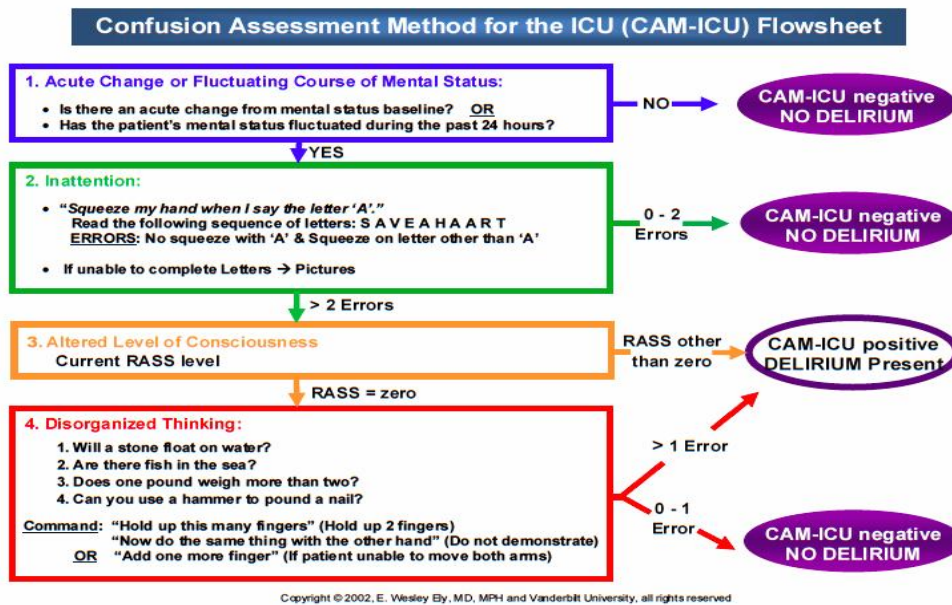 Confusion Assessment Method for the ICU (CAM-ICU) Flowsheet
1. Acute Change or Fluctuating Course of Mental Status:
• Is there an acute change from mental status baseline? OR
• Has the patient's mental status fluctuated during the past 24 hours?
NO
CAM-ICU negative
NO DELIRIUM
YES
2. Inattention:
• "Squeeze my hand when I say the letter 'A'."
Read the following sequence of letters: S A V E A H A A R T
ERRORS: No squeeze with 'A' & Squeeze on letter other than 'A'
• If unable to complete Letters → Pictures
0 - 2
Errors
CAM-ICU negative
NO DELIRIUM
> 2 Errors
3. Altered Level of Consciousness
Current RASS level
RASS other
than zero
CAM-ICU positive
DELIRIUM Present
RASS = zero
4. Disorganized Thinking:
1. Will a stone float on water?
2. Are there fish in the sea?
3. Does one pound weigh more than two?
4. Can you use a hammer to pound a nail?
Command: "Hold up this many fingers" (Hold up 2 fingers)
"Now do the same thing with the other hand" (Do not demonstrate)
OR "Add one more finger" (If patient unable to move both arms)
> 1 Error
0 - 1
Error
CAM-ICU negative
NO DELIRIUM
Copyright © 2002, E. Wesley Ely, MD, MPH and Vanderbilt University, all rights reserved